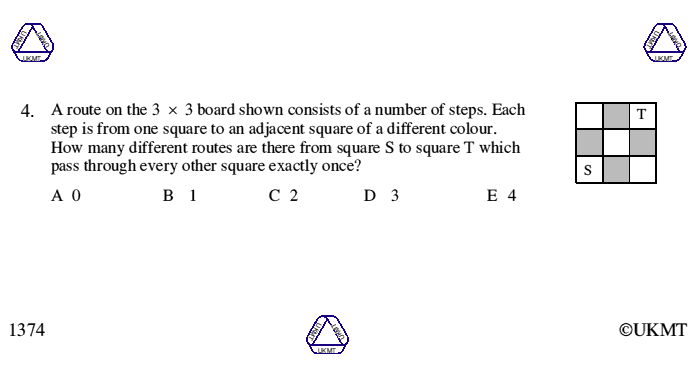 UKMT UKMT UKMT
UKMT UKMT UKMT
4. A route on the 3 × 3 board shown consists of a number of steps. Each
step is from one square to an adjacent square of a different colour.
How many different routes are there from square S to square T which
pass through every other square exactly once?
T
S
A 0 B 1 C 2 D 3 E 4
1374
UKMT UKMT UKMT
©UKMT